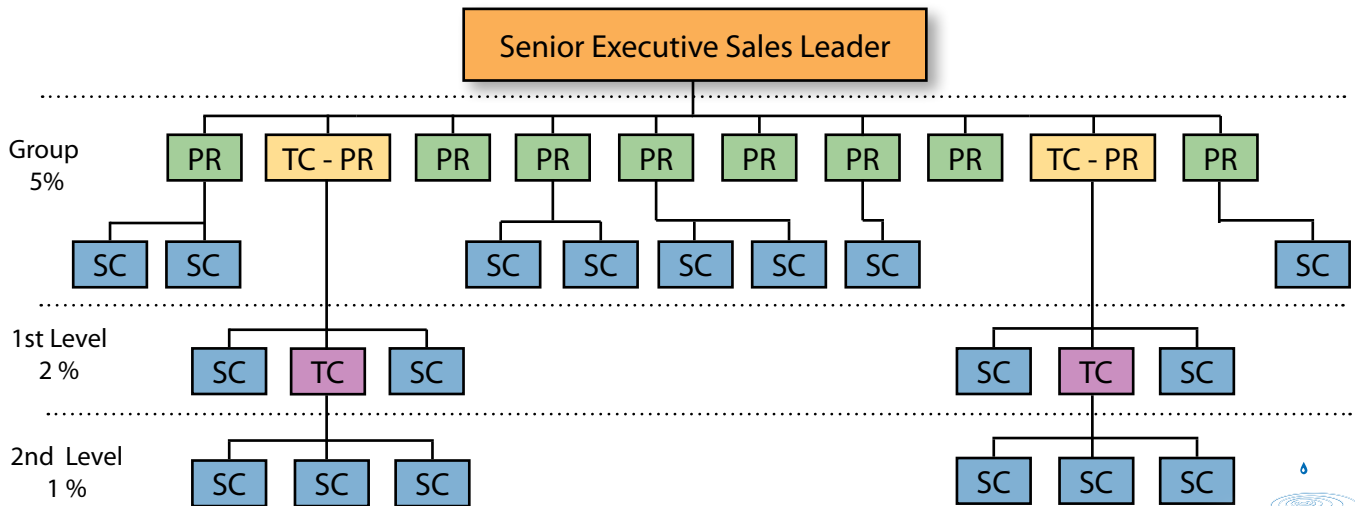 Senior Executive Sales Leader
Group
5%
PR TC - PR PR PR PR PR PR PR TC - PR PR
SC SC SC SC SC SC SC SC
1st Level
2 %
SC TC SC SC TC SC
2nd Level
1 %
SC SC SC SC SC SC